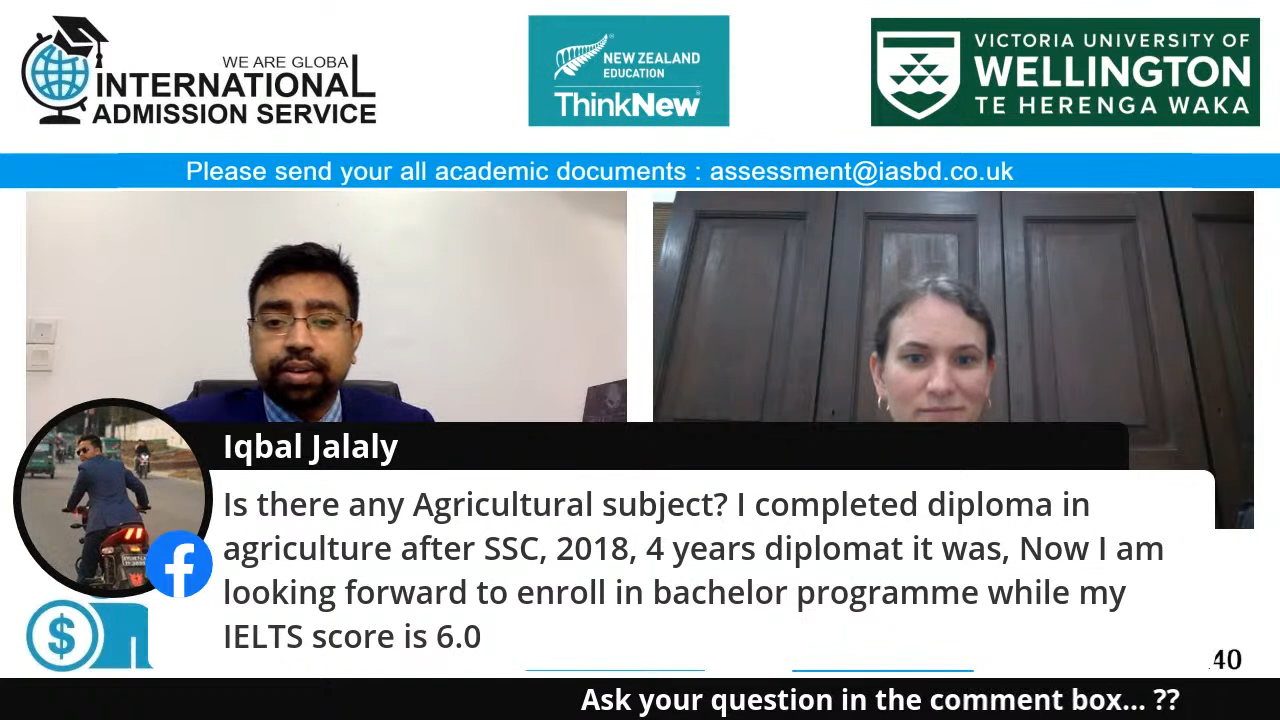 WE ARE GLOBA
INTERNATIONAL
ADMISSION SERVICE
NEW ZEALAND
EDUCATION
ThinkNew
VICTORIA UNIVERSITY OF
WELLINGTON
TE HERENGA WAKA
Please send your all academic documents : assessment@iasbd.co.uk
Iqbal Jalaly
Is there any Agricultural subject? I completed diploma in
agriculture after SSC, 2018, 4 years diplomat it was, Now I am
looking forward to enroll in bachelor programme while my
IELTS score is 6.0
$
40
Ask your question in the comment box... ??